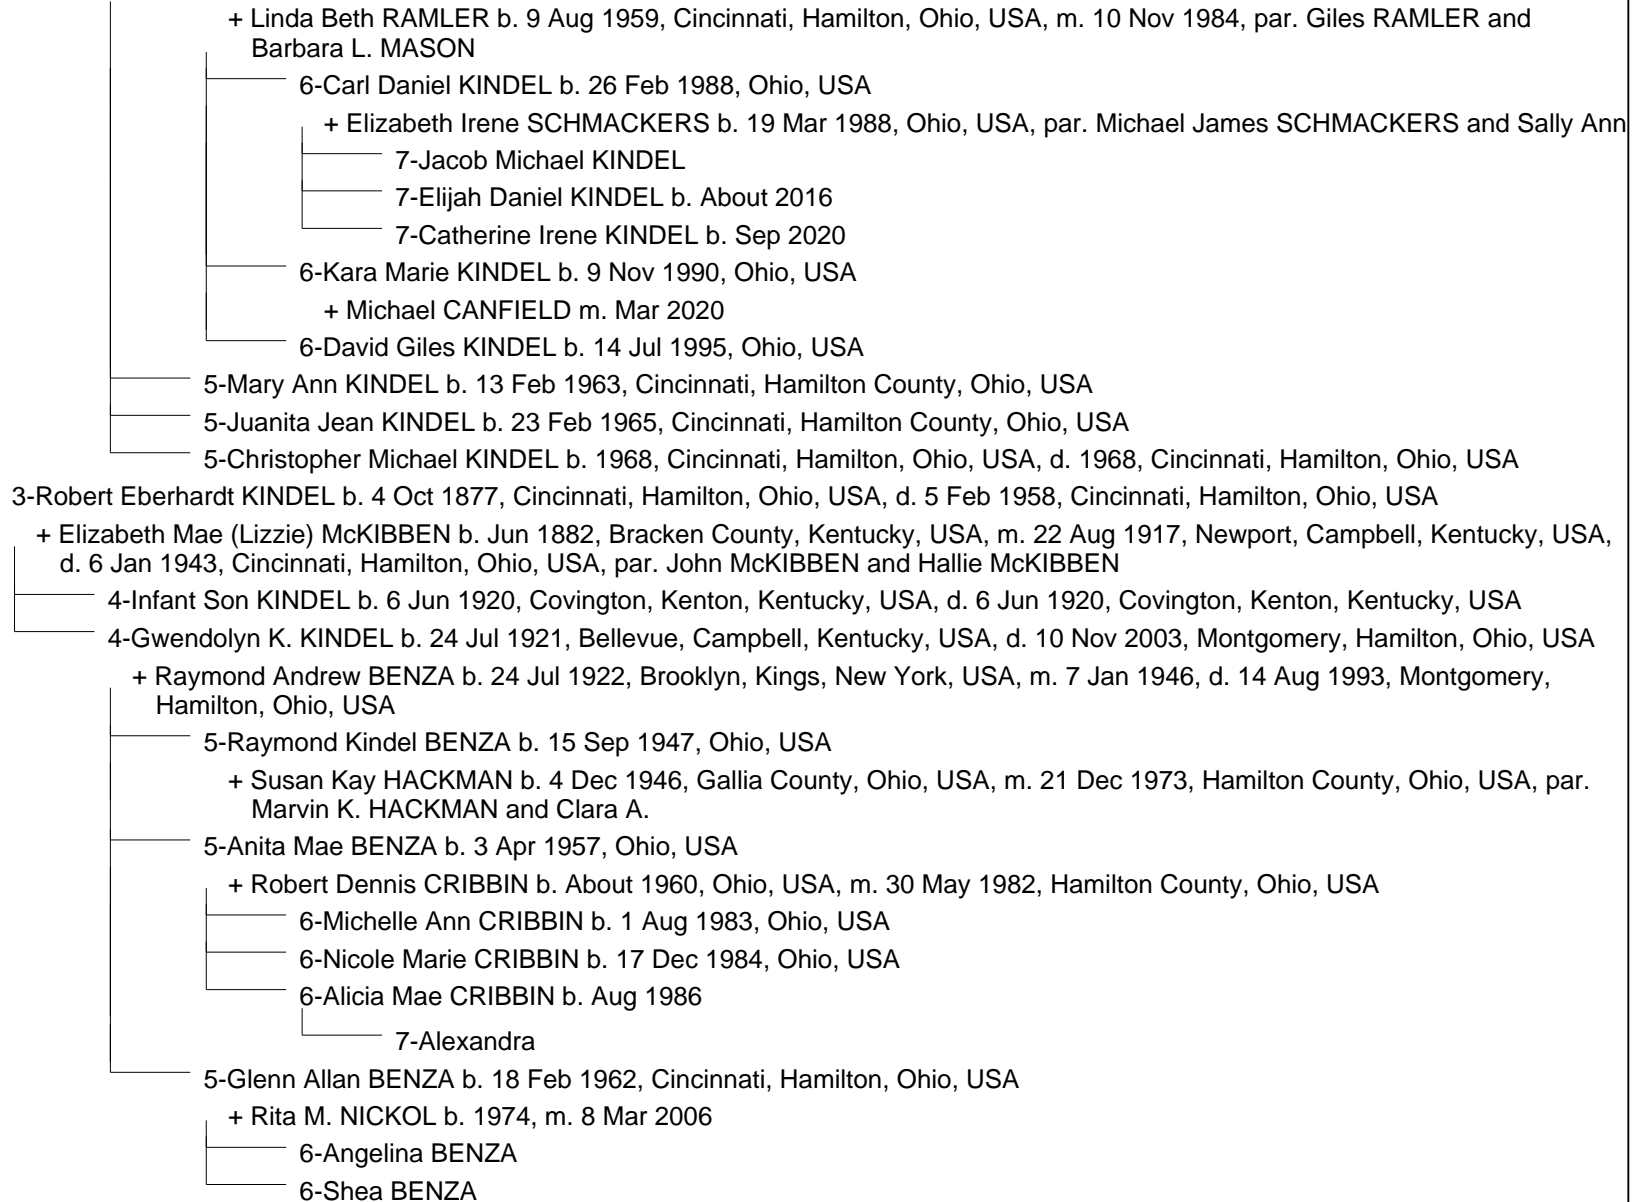 + Linda Beth RAMLER b. 9 Aug 1959, Cincinnati, Hamilton, Ohio, USA, m. 10 Nov 1984, par. Giles RAMLER and
Barbara L. MASON
6-Carl Daniel KINDEL b. 26 Feb 1988, Ohio, USA
+ Elizabeth Irene SCHMACKERS b. 19 Mar 1988, Ohio, USA, par. Michael James SCHMACKERS and Sally Ann
7-Jacob Michael KINDEL
7-Elijah Daniel KINDEL b. About 2016
7-Catherine Irene KINDEL b. Sep 2020
6-Kara Marie KINDEL b. 9 Nov 1990, Ohio, USA
+ Michael CANFIELD m. Mar 2020
6-David Giles KINDEL b. 14 Jul 1995, Ohio, USA
5-Mary Ann KINDEL b. 13 Feb 1963, Cincinnati, Hamilton County, Ohio, USA
5-Juanita Jean KINDEL b. 23 Feb 1965, Cincinnati, Hamilton County, Ohio, USA
5-Christopher Michael KINDEL b. 1968, Cincinnati, Hamilton, Ohio, USA, d. 1968, Cincinnati, Hamilton, Ohio, USA
3-Robert Eberhardt KINDEL b. 4 Oct 1877, Cincinnati, Hamilton, Ohio, USA, d. 5 Feb 1958, Cincinnati, Hamilton, Ohio, USA
+ Elizabeth Mae (Lizzie) McKIBBEN b. Jun 1882, Bracken County, Kentucky, USA, m. 22 Aug 1917, Newport, Campbell, Kentucky, USA,
d. 6 Jan 1943, Cincinnati, Hamilton, Ohio, USA, par. John McKIBBEN and Hallie McKIBBEN
4-Infant Son KINDEL b. 6 Jun 1920, Covington, Kenton, Kentucky, USA, d. 6 Jun 1920, Covington, Kenton, Kentucky, USA
4-Gwendolyn K. KINDEL b. 24 Jul 1921, Bellevue, Campbell, Kentucky, USA, d. 10 Nov 2003, Montgomery, Hamilton, Ohio, USA
+ Raymond Andrew BENZA b. 24 Jul 1922, Brooklyn, Kings, New York, USA, m. 7 Jan 1946, d. 14 Aug 1993, Montgomery,
Hamilton, Ohio, USA
5-Raymond Kindel BENZA b. 15 Sep 1947, Ohio, USA
+ Susan Kay HACKMAN b. 4 Dec 1946, Gallia County, Ohio, USA, m. 21 Dec 1973, Hamilton County, Ohio, USA, par.
Marvin K. HACKMAN and Clara A.
5-Anita Mae BENZA b. 3 Apr 1957, Ohio, USA
+ Robert Dennis CRIBBIN b. About 1960, Ohio, USA, m. 30 May 1982, Hamilton County, Ohio, USA
6-Michelle Ann CRIBBIN b. 1 Aug 1983, Ohio, USA
6-Nicole Marie CRIBBIN b. 17 Dec 1984, Ohio, USA
6-Alicia Mae CRIBBIN b. Aug 1986
7-Alexandra
5-Glenn Allan BENZA b. 18 Feb 1962, Cincinnati, Hamilton, Ohio, USA
+ Rita M. NICKOL b. 1974, m. 8 Mar 2006
6-Angelina BENZA
6-Shea BENZA